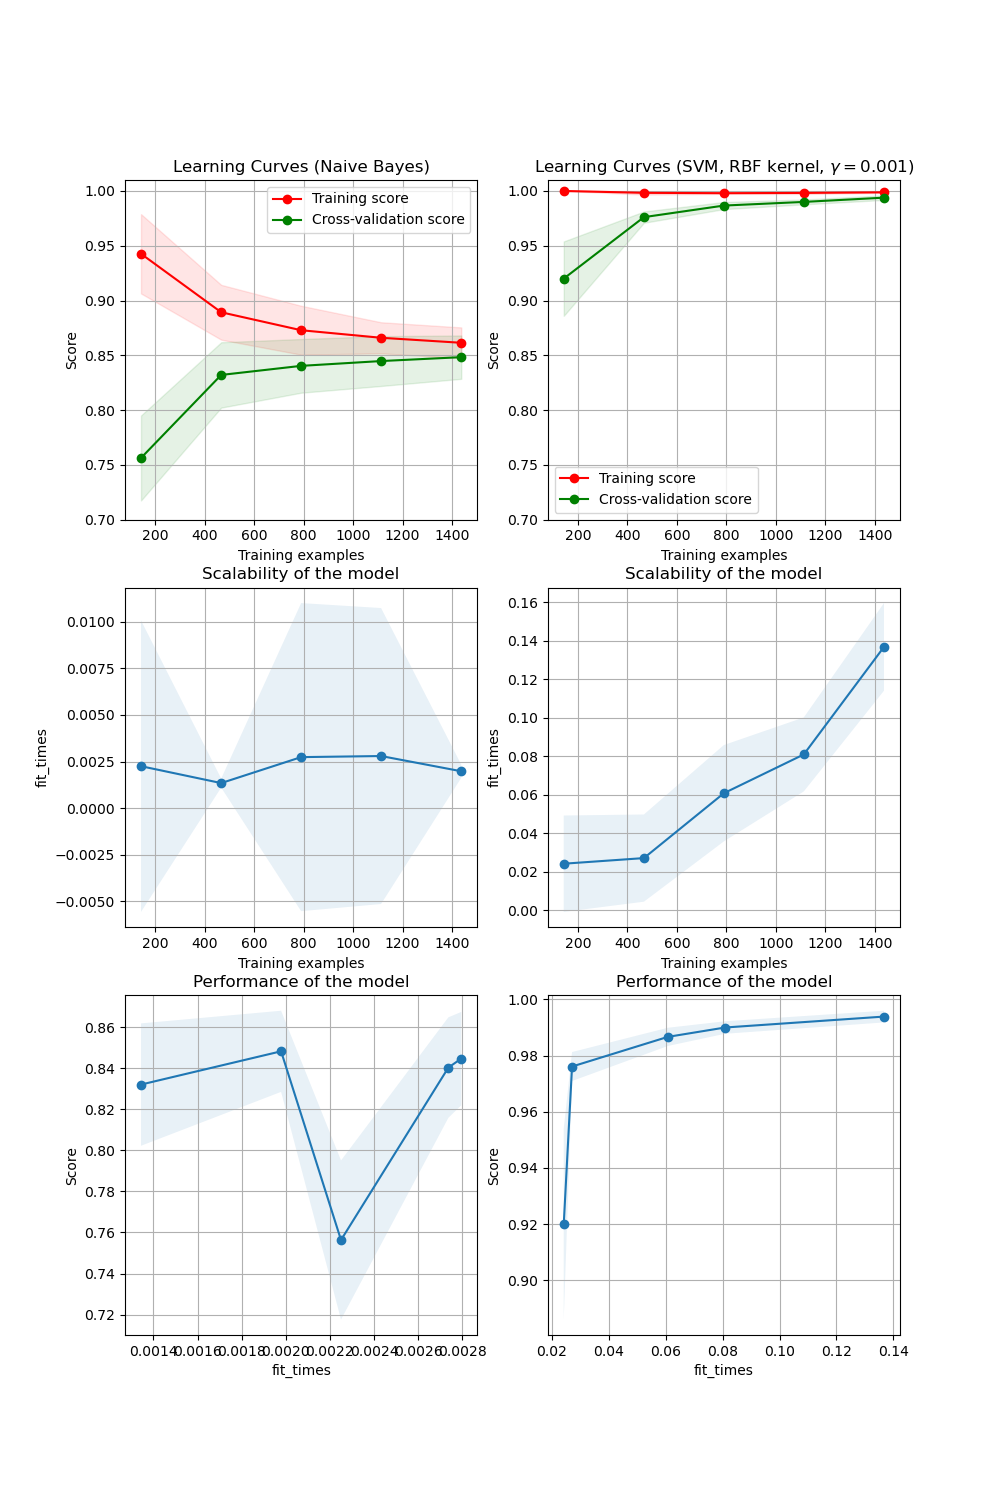 Learning Curves (Naive Bayes)
1.00
0.95
0.90
0.85
0.80
0.75
0.70
Score
Training score
Cross-validation score
200 400 600 800 1000 1200 1400
Training examples
Learning Curves (SVM, RBF kernel, γ = 0.001)
1.00
0.95
0.90
0.85
0.80
0.75
0.70
Score
Training score
Cross-validation score
200 400 600 800 1000 1200 1400
Training examples
Scalability of the model
0.0100
0.0075
0.0050
0.0025
0.0000
−0.0025
−0.0050
fit_times
200 400 600 800 1000 1200 1400
Training examples
Scalability of the model
0.16
0.14
0.12
0.10
0.08
0.06
0.04
0.02
0.00
fit_times
200 400 600 800 1000 1200 1400
Training examples
Performance of the model
0.86
0.84
0.82
0.80
0.78
0.76
0.74
0.72
Score
0.0014 0.0016 0.0018 0.0020 0.0022 0.0024 0.0026 0.0028
fit_times
Performance of the model
1.00
0.98
0.96
0.94
0.92
0.90
Score
0.02 0.04 0.06 0.08 0.10 0.12 0.14
fit_times